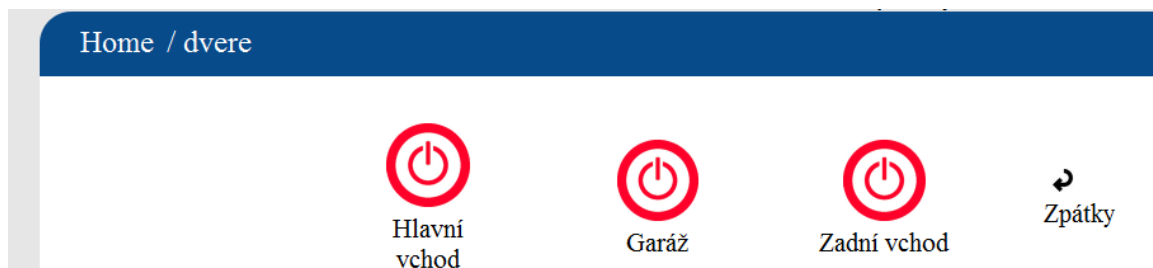 Home / dvere
Hlavní
vchod
Garáž
Zadní vchod
Zpátky